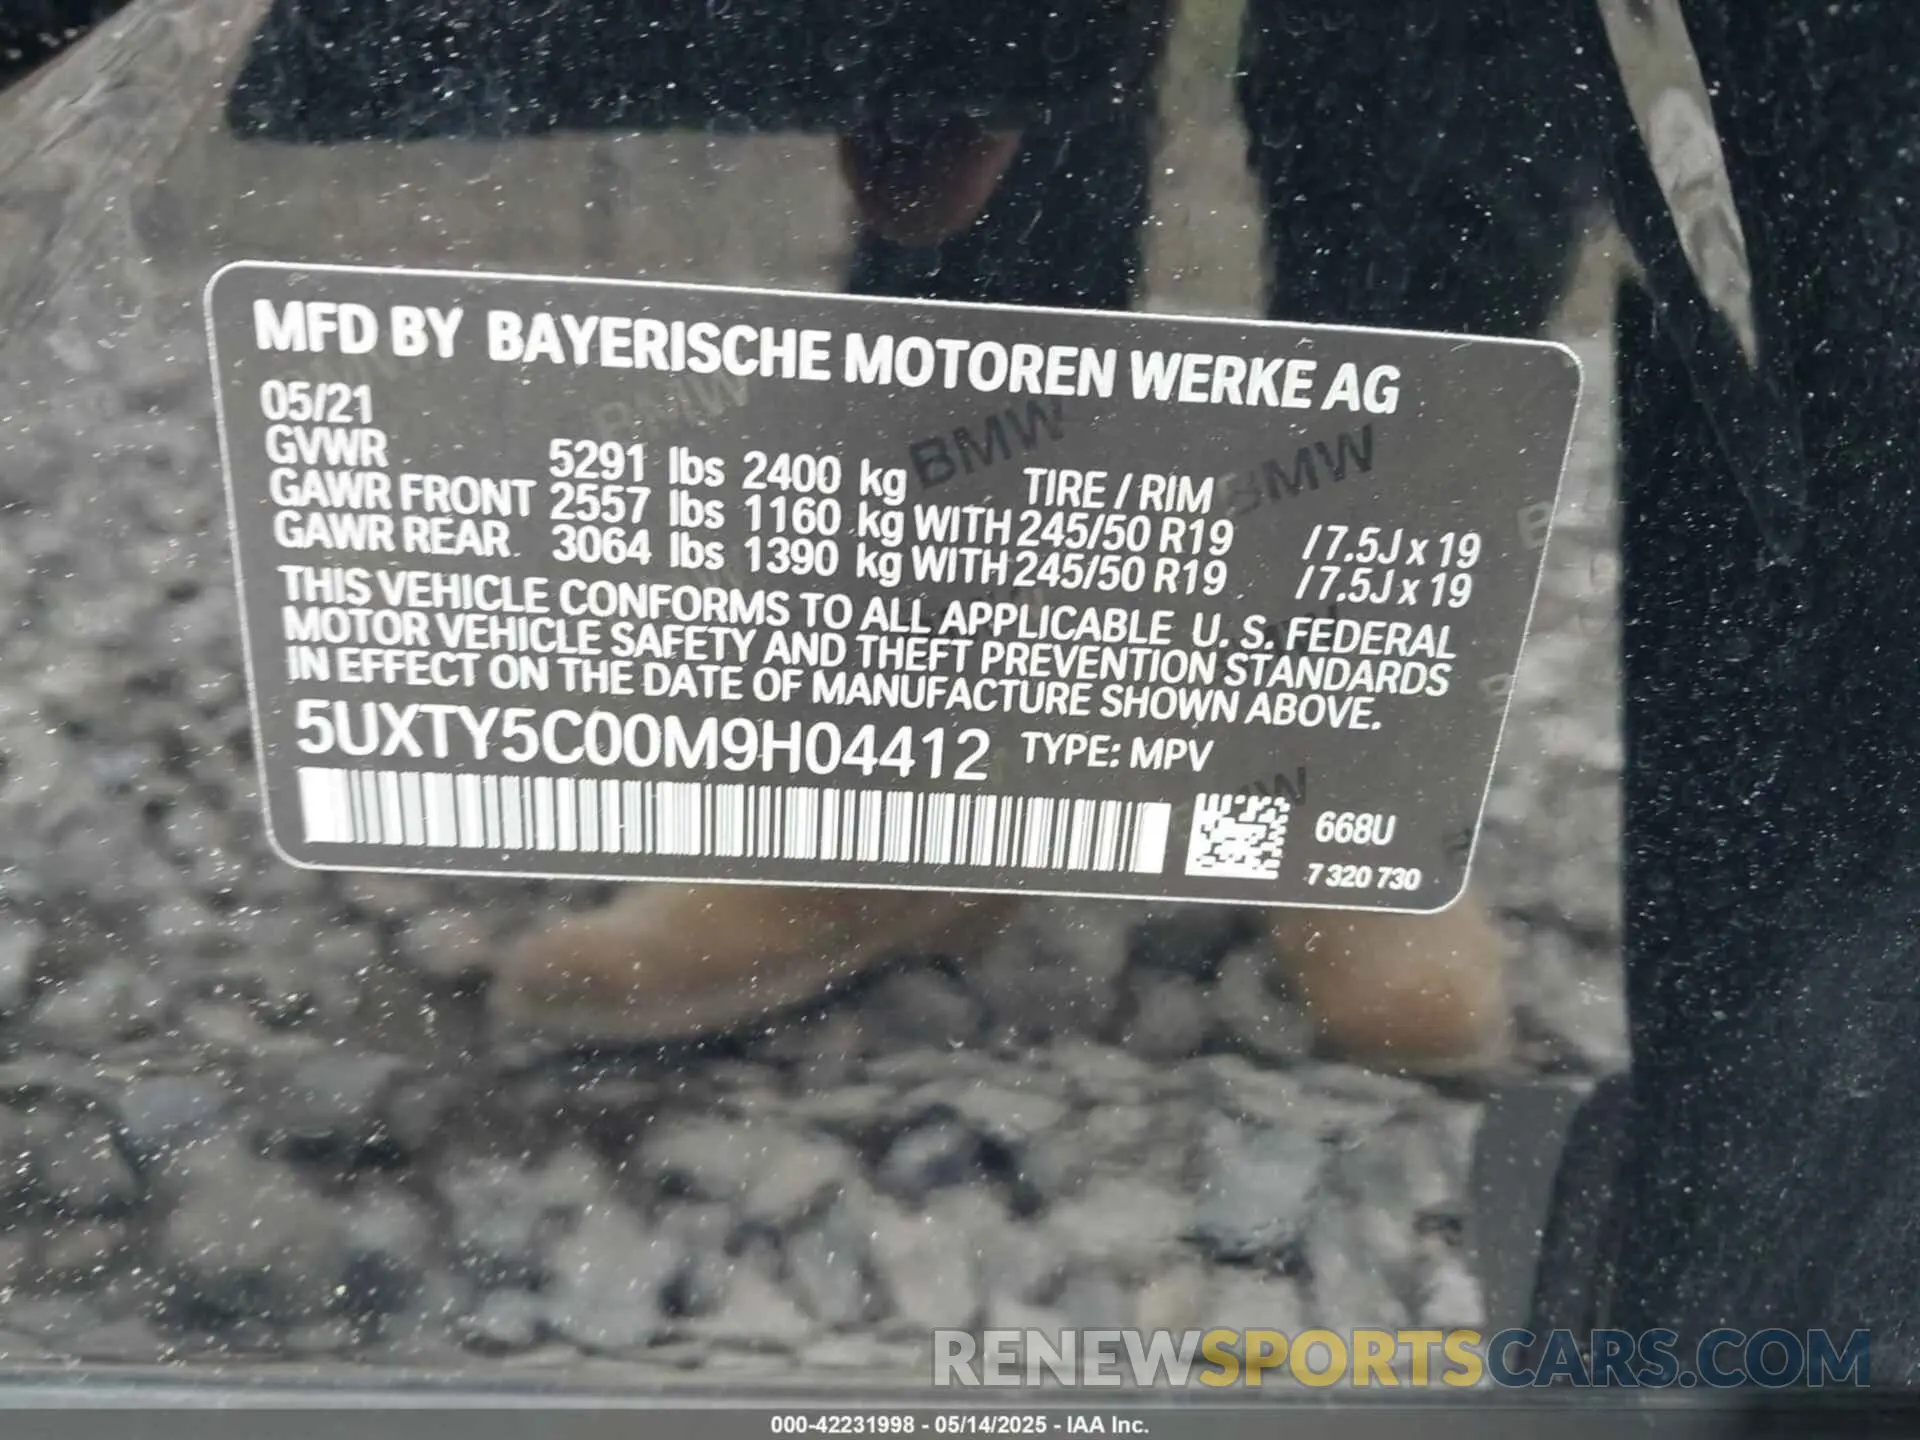 MFD BY BAYERISCHE MOTOREN WERKE AG
05/21
GVWR 5291 lbs 2400 kg TIRE / RIM
GAWR FRONT 2557 lbs 1160 kg WITH 245/50 R19 / 7.5J x 19
GAWR REAR 3064 lbs 1390 kg WITH 245/50 R19 / 7.5J x 19
THIS VEHICLE CONFORMS TO ALL APPLICABLE U. S. FEDERAL
MOTOR VEHICLE SAFETY AND THEFT PREVENTION STANDARDS
IN EFFECT ON THE DATE OF MANUFACTURE SHOWN ABOVE.
5UXTY5C00M9H04412 TYPE: MPV
668U
7 320 730
RENEWSPORTSCARS.COM
000-42231998 - 05/14/2025 - IAA Inc.